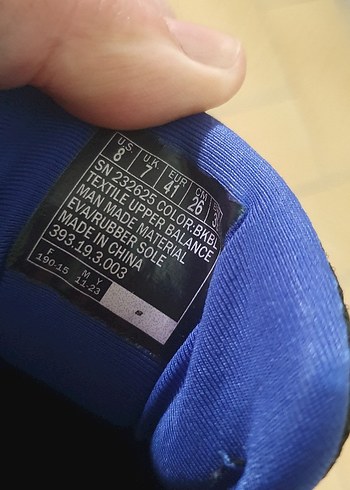 U.S. U.K. EUR CM
8 7 41 26
SN 232625 COLOR:BKBL
TEXTILE UPPER BALANCE
MAN MADE MATERIAL
EVA/RUBBER SOLE
MADE IN CHINA
393.19.3.003
F M Y
190-15 11-23